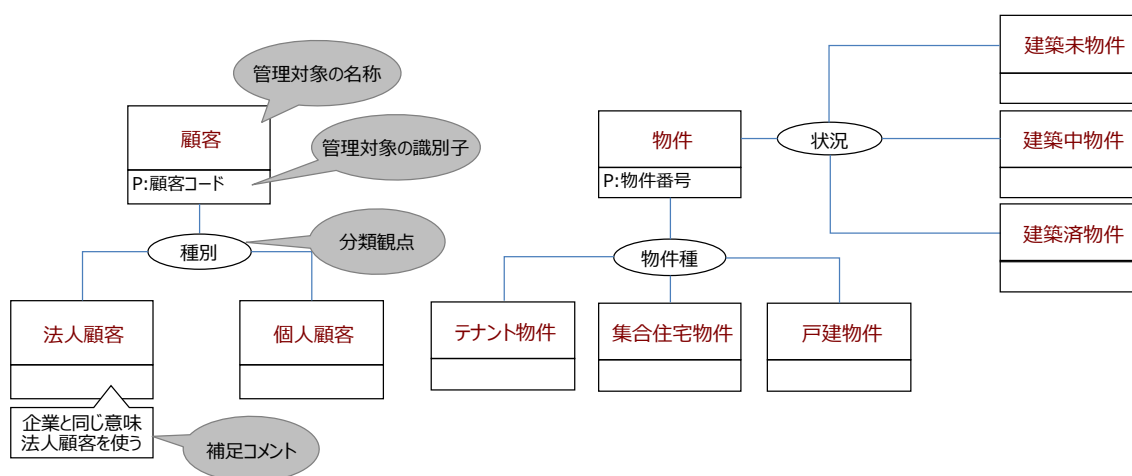 管理対象の名称
顧客
P:顧客コード
管理対象の識別子
種別
分類観点
法人顧客
個人顧客
企業と同じ意味
法人顧客を使う
補足コメント
物件
P:物件番号
状況
建築未物件
建築中物件
建築済物件
物件種
テナント物件
集合住宅物件
戸建物件